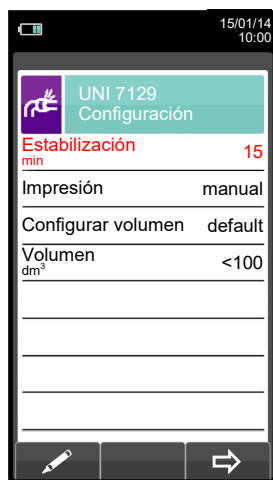 15/01/14
10:00
UNI 7129
Configuración
Estabilización 15
min
Impresión manual
Configurar volumen default
Volumen <100
dm³